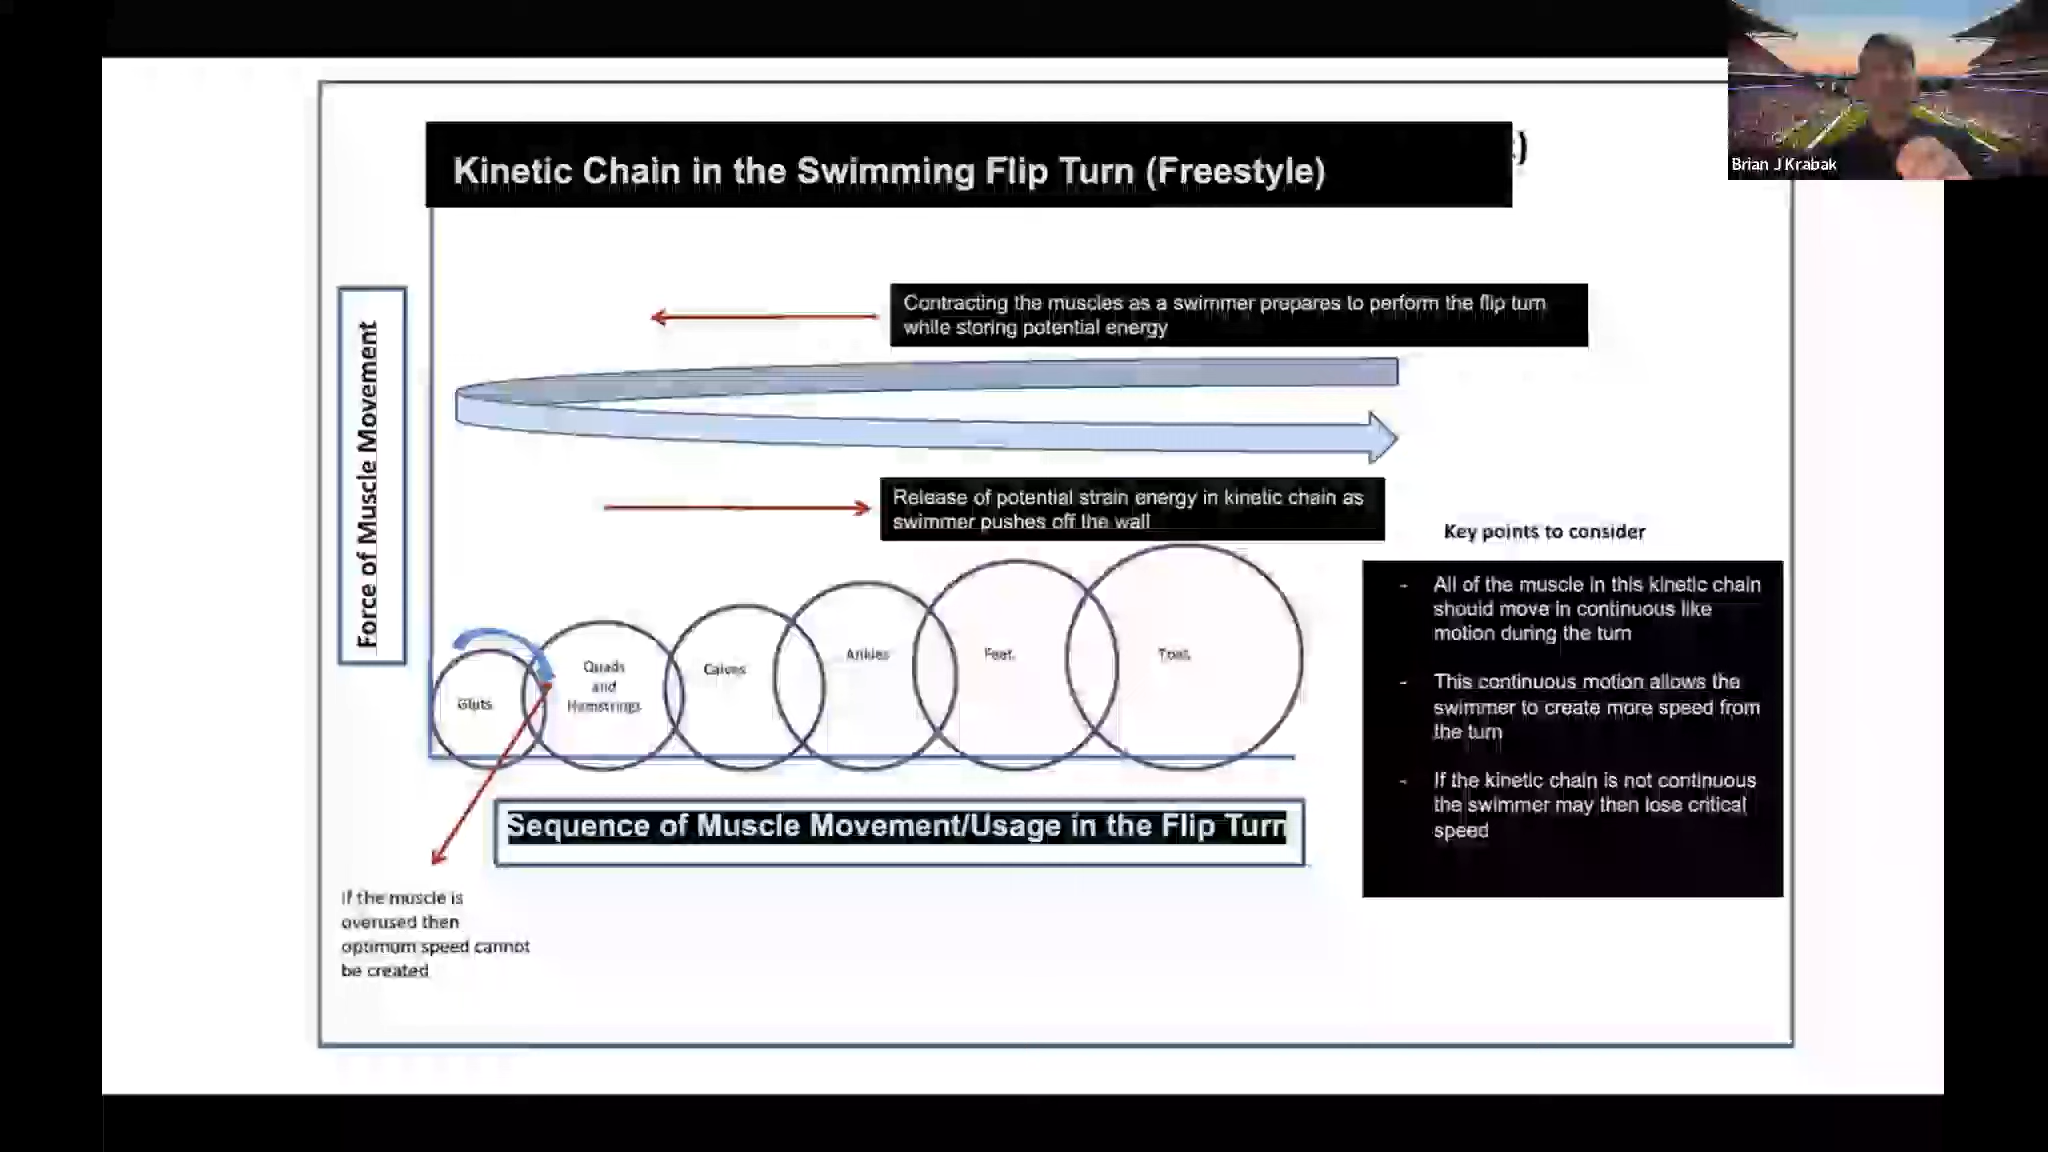 Brian J Krabak
Kinetic Chain in the Swimming Flip Turn (Freestyle)
Contracting the muscles as a swimmer prepares to perform the flip turn
while storing potential energy
Force of Muscle Movement
Release of potential strain energy in kinetic chain as
swimmer pushes off the wall
Gluts
Quads
and
Hamstrings
Calves
Ankles
Feet
Toes
Sequence of Muscle Movement/Usage in the Flip Turn
If the muscle is
overused then
optimum speed cannot
be created
Key points to consider
- All of the muscle in this kinetic chain
should move in continuous like
motion during the turn
- This continuous motion allows the
swimmer to create more speed from
the turn
- If the kinetic chain is not continuous
the swimmer may then lose critical
speed